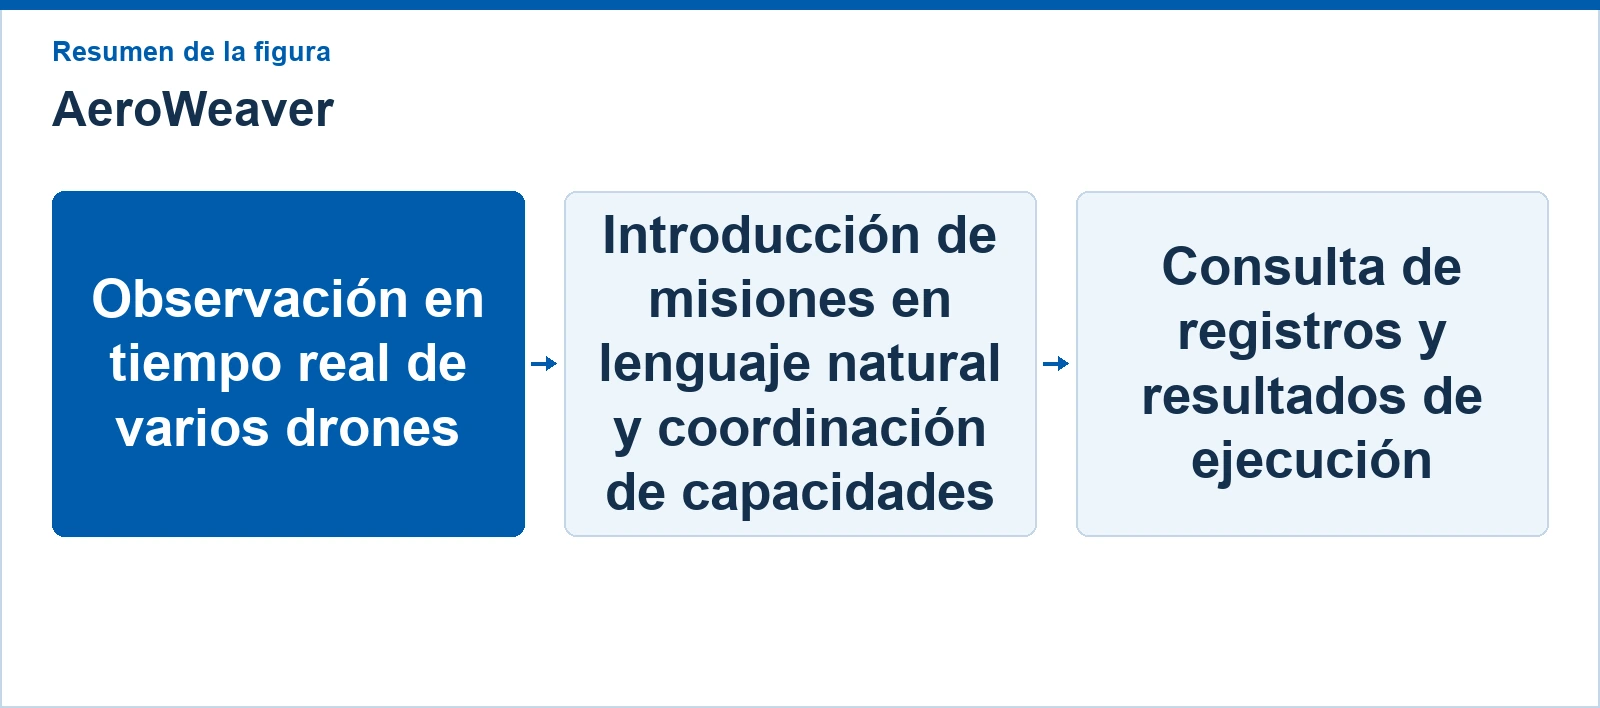 Resumen de la figura
AeroWeaver
Observación en
tiempo real de
varios drones
Introducción de
misiones en
lenguaje natural
y coordinación
de capacidades
Consulta de
registros y
resultados de
ejecución